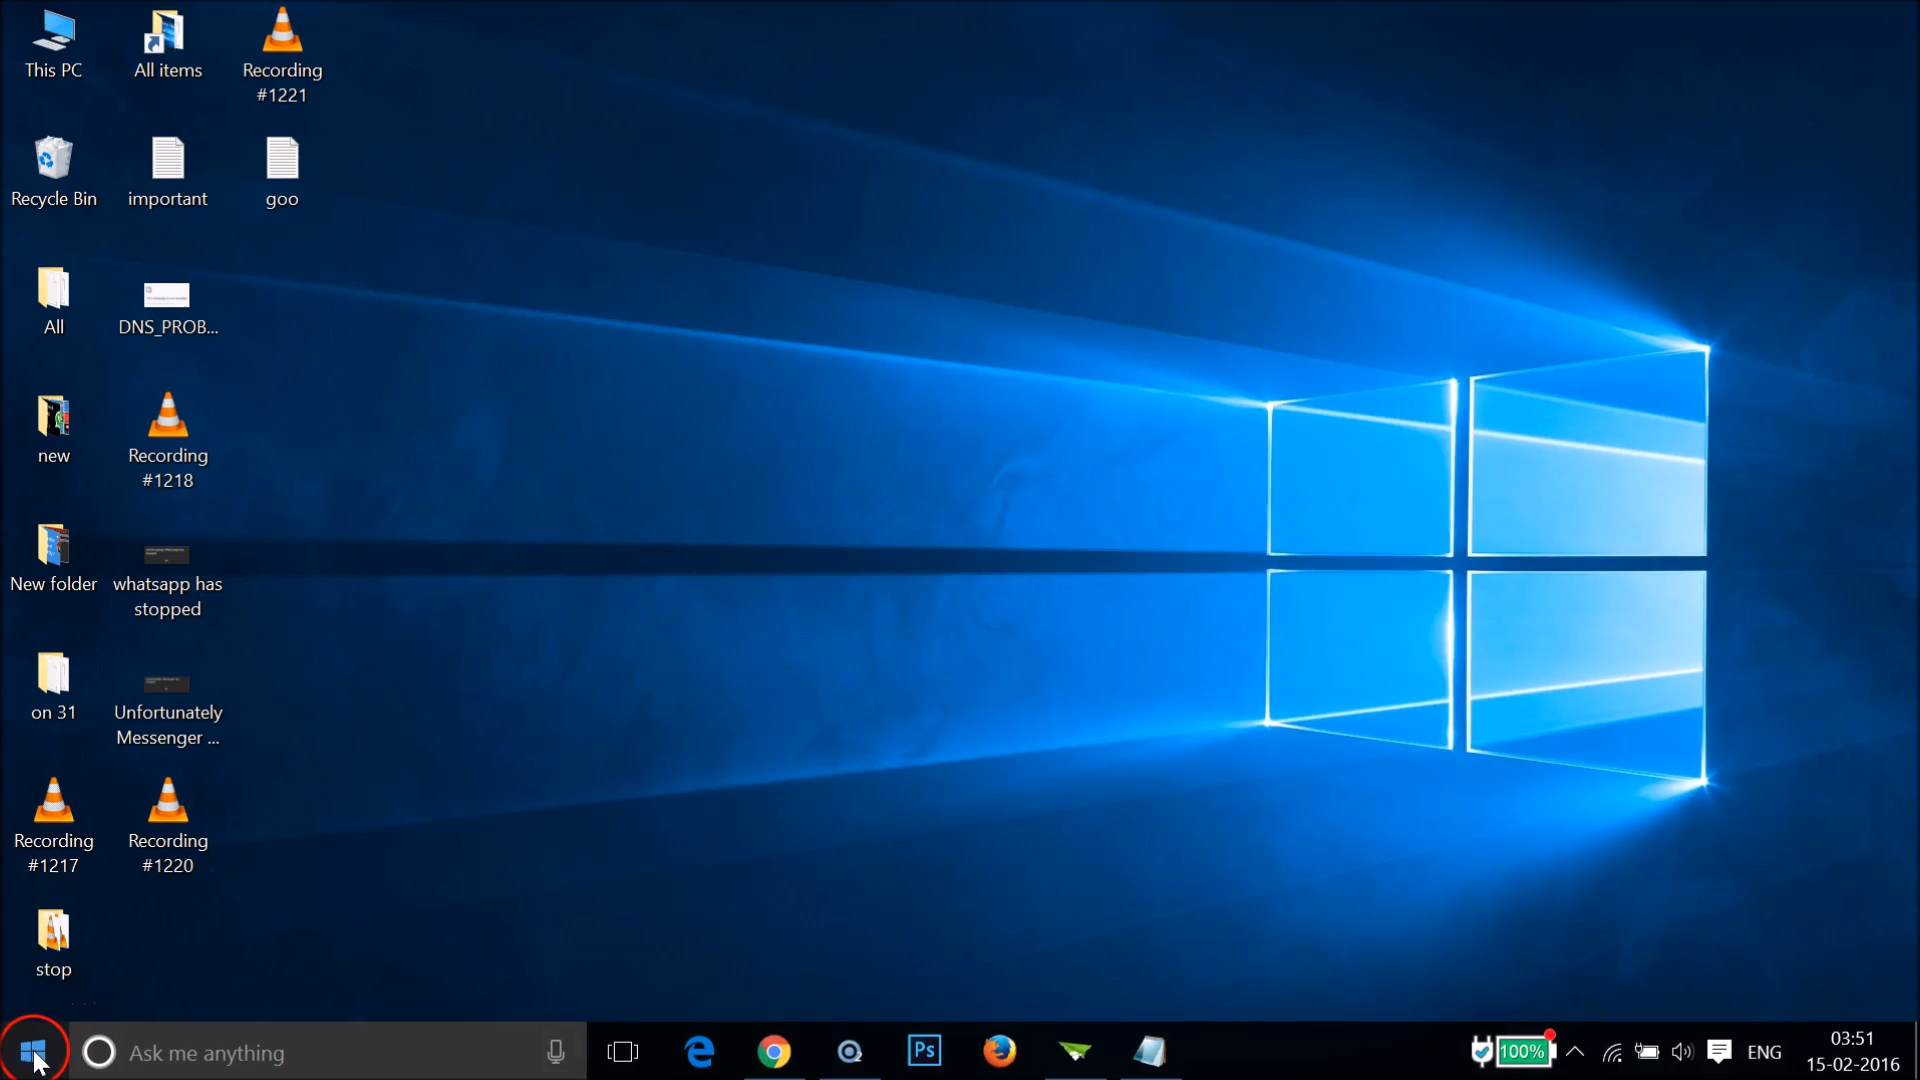 This PC
All items
Recording
#1221
Recycle Bin
important
goo
All
DNS_PROB...
new
Recording
#1218
New folder
whatsapp has
stopped
on 31
Unfortunately
Messenger ...
Recording
#1217
Recording
#1220
stop
Ask me anything
Ps
100%
ENG
03:51
15-02-2016